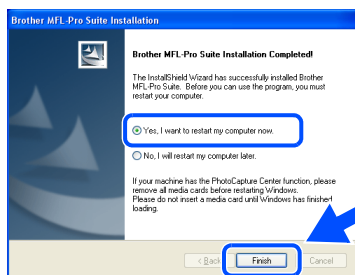 Brother MFL-Pro Suite Installation
Brother MFL-Pro Suite Installation Completed!
The InstallShield Wizard has successfully installed Brother
MFL-Pro Suite. Before you can use the program, you must
restart your computer.
Yes, I want to restart my computer now.
No, I will restart my computer later.
If your machine has the PhotoCapture Center function, please
remove all media cards before restarting Windows.
Please do not insert a media card until Windows has finished
loading.
< Back Finish Cancel